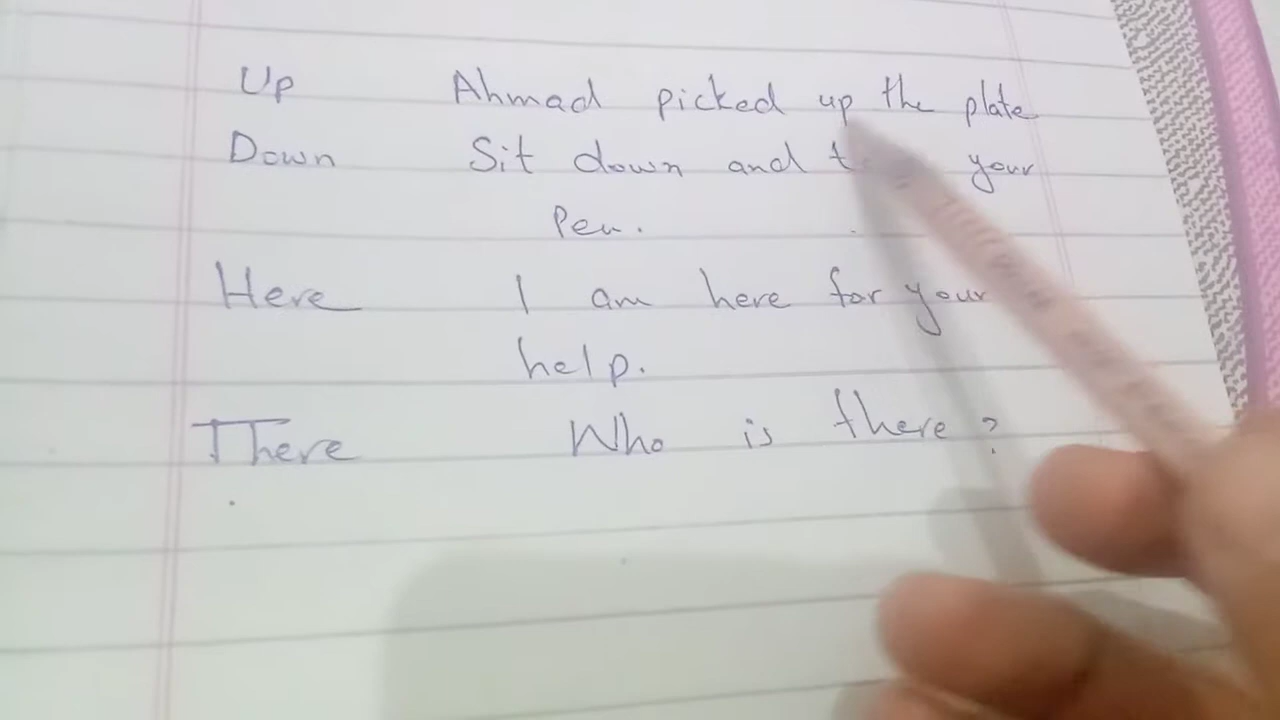 Up Ahmad picked up the plate
Down Sit down and your
Pen.
Here I am here for your
help.
There Who is there?